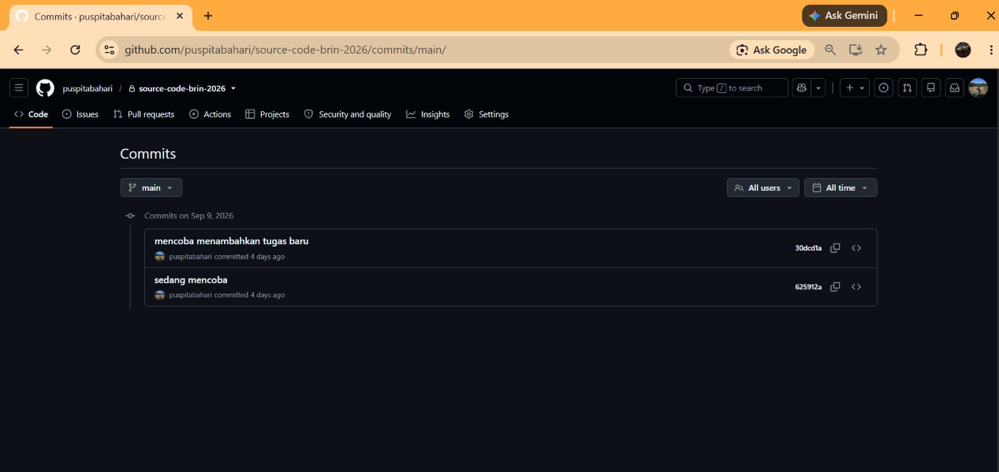 Commits · puspitabahari/source
Ask Gemini
github.com/puspitabahari/source-code-brin-2026/commits/main/
Ask Google
puspitabahari / source-code-brin-2026
Type / to search
Code Issues Pull requests Actions Projects Security and quality Insights Settings
Commits
main
All users All time
Commits on Sep 9, 2026
mencoba menambahkan tugas baru
30dcd1a
puspitabahari committed 4 days ago
sedang mencoba
625912a
puspitabahari committed 4 days ago